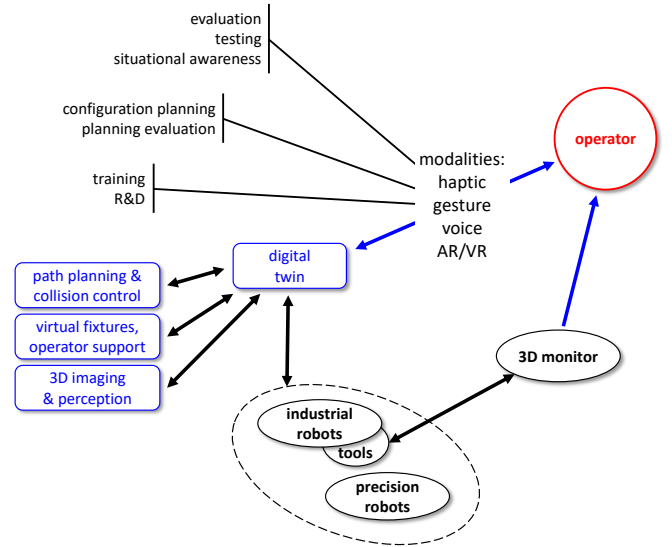 evaluation
testing
situational awareness
configuration planning
planning evaluation
training
R&D
modalities:
haptic
gesture
voice
AR/VR
operator
digital
twin
path planning &
collision control
virtual fixtures,
operator support
3D imaging
& perception
3D monitor
industrial
robots
tools
precision
robots